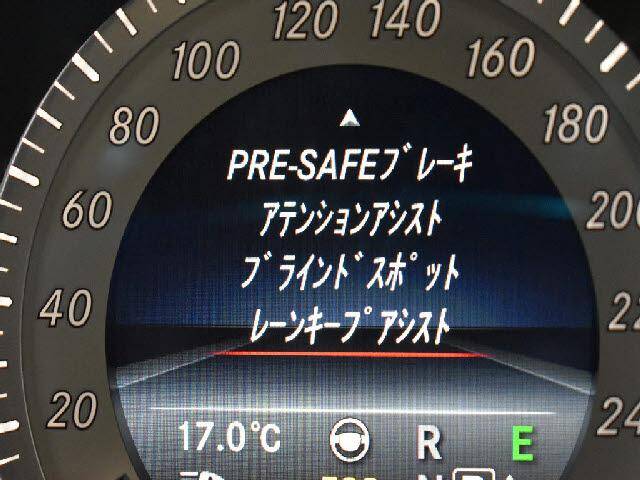 120 140
100 160
80 180
PRE-SAFEブレーキ
60 アテンションアシスト 200
ブラインドスポット
40 レーンキープアシスト
20 17.0℃ R E